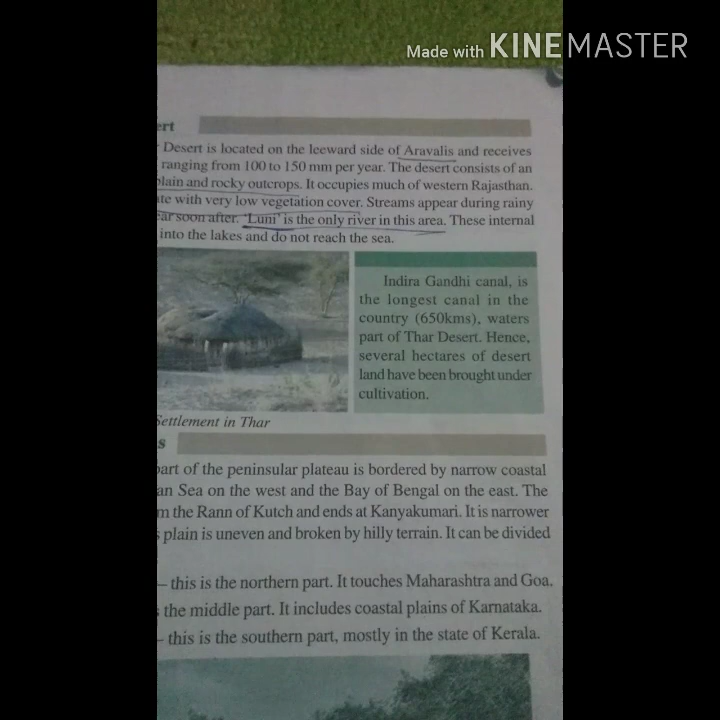 Made with KINEMASTER
ert
Desert is located on the leeward side of Aravalis and receives
ranging from 100 to 150 mm per year. The desert consists of an
plain and rocky outcrops. It occupies much of western Rajasthan.
with very low vegetation cover. Streams appear during rainy
soon after. 'Luni' is the only river in this area. These internal
into the lakes and do not reach the sea.
Indira Gandhi canal, is
the longest canal in the
country (650kms), waters
part of Thar Desert. Hence,
several hectares of desert
land have been brought under
cultivation.
Settlement in Thar
s
part of the peninsular plateau is bordered by narrow coastal
an Sea on the west and the Bay of Bengal on the east. The
m the Rann of Kutch and ends at Kanyakumari. It is narrower
s plain is uneven and broken by hilly terrain. It can be divided
– this is the northern part. It touches Maharashtra and Goa.
the middle part. It includes coastal plains of Karnataka.
– this is the southern part, mostly in the state of Kerala.